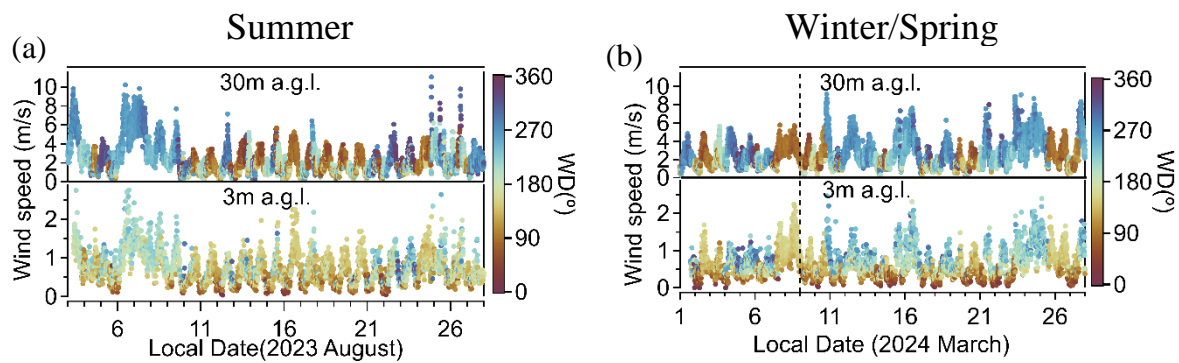 Summer
Winter/Spring
(a)
(b)
30m a.g.l.
30m a.g.l.
10
8
6
4
2
0
Wind speed (m/s)
3m a.g.l.
2
1
0
6 11 16 21 26
Local Date(2023 August)
360
270
180
90
0
WD(º)
10
8
6
4
2
0
Wind speed (m/s)
3m a.g.l.
2
1
0
1 6 11 16 21 26
Local Date (2024 March)
360
270
180
90
0
WD(º)